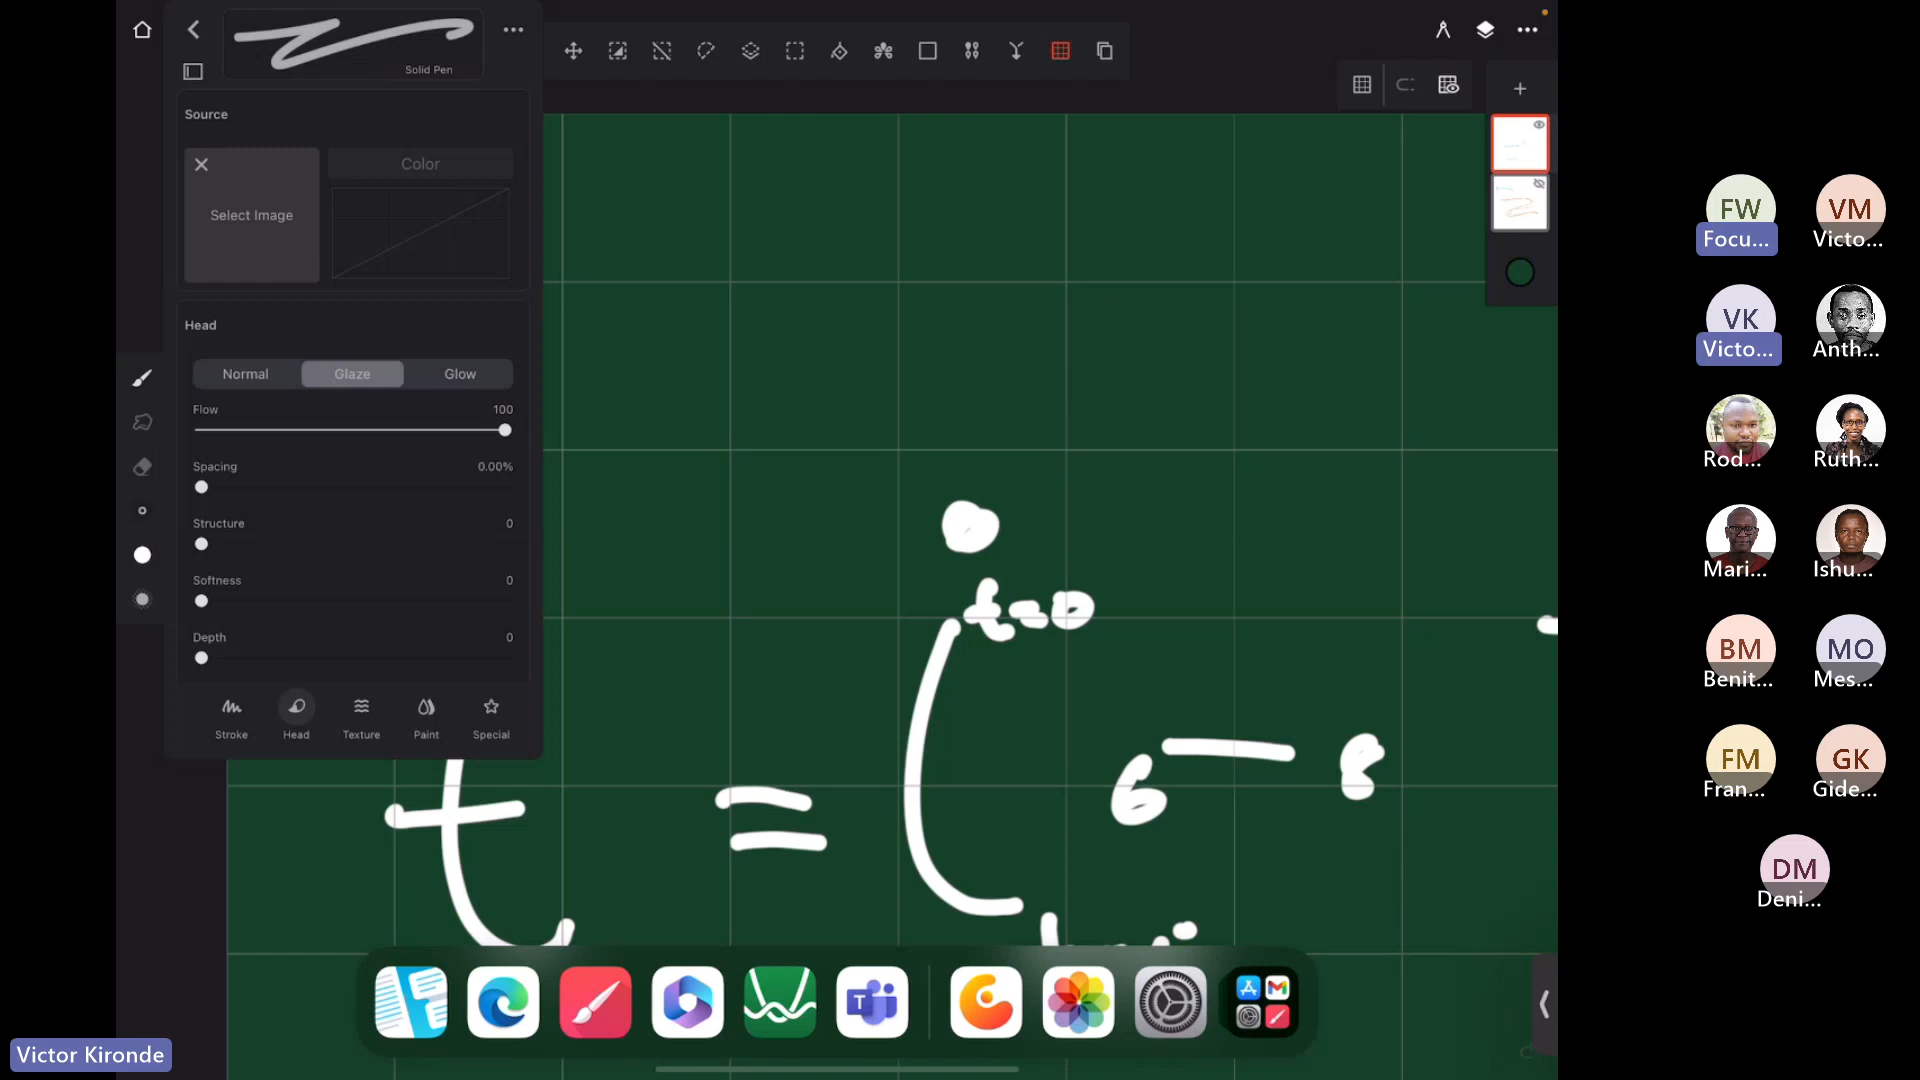 Solid Pen
Source
Color
Select Image
Head
Normal Glaze Glow
Flow 100
Spacing 0.00%
Structure 0
Softness 0
Depth 0
Stroke Head Texture Paint Special
t=0
6 — 8
t =
FW VM
Focu... Victo...
VK
Victo... Anth...
Rod... Ruth...
Mari... Ishu...
BM MO
Benit... Mes...
FM GK
Fran... Gide...
DM
Deni...
Victor Kironde